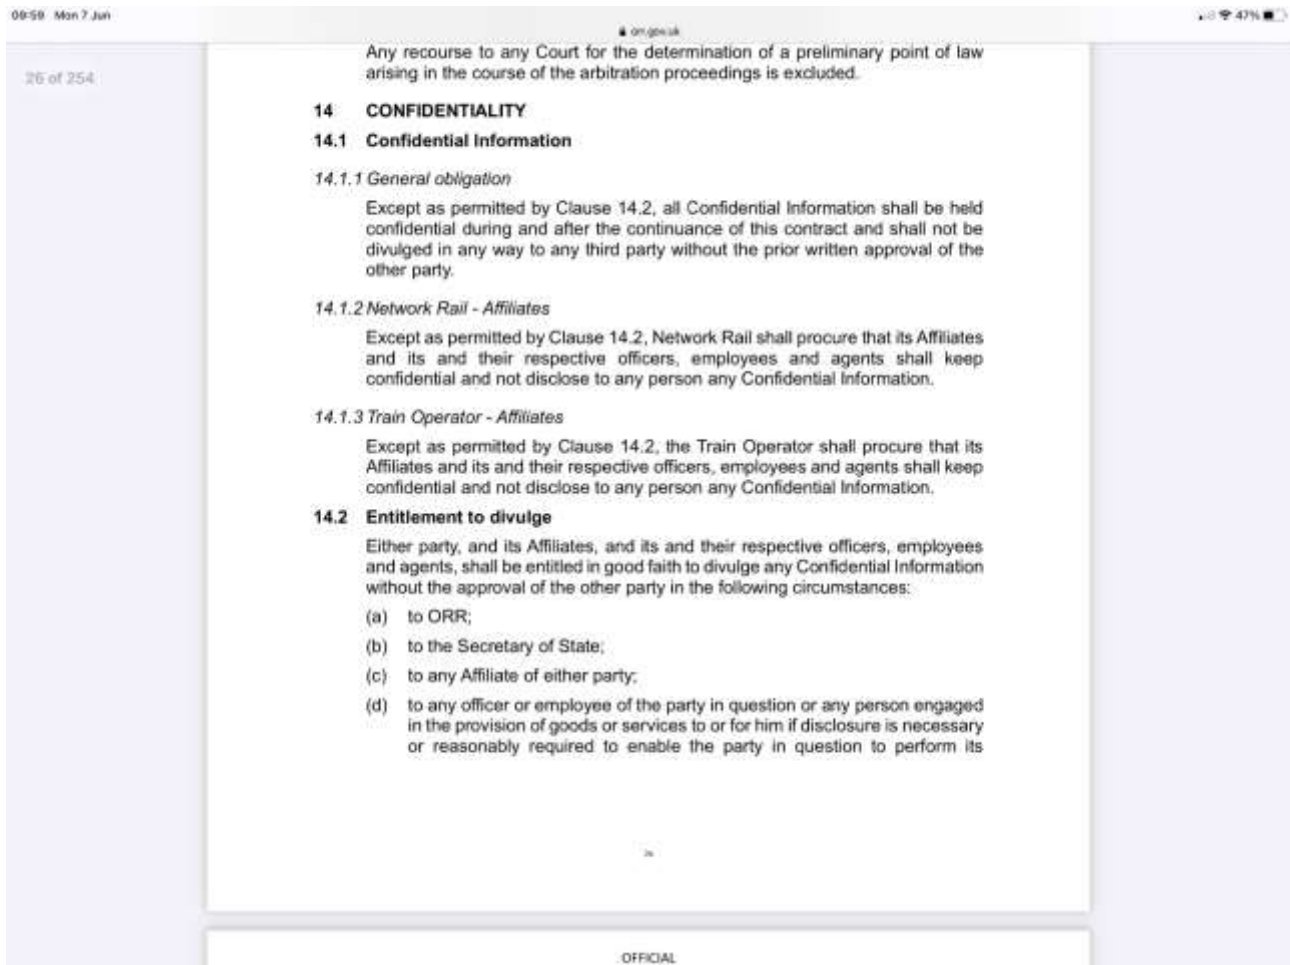 09:59 Mon 7 Jun
47%
orr.gov.uk
26 of 254
Any recourse to any Court for the determination of a preliminary point of law
arising in the course of the arbitration proceedings is excluded.
14 CONFIDENTIALITY
14.1 Confidential Information
14.1.1 General obligation
Except as permitted by Clause 14.2, all Confidential Information shall be held
confidential during and after the continuance of this contract and shall not be
divulged in any way to any third party without the prior written approval of the
other party.
14.1.2 Network Rail - Affiliates
Except as permitted by Clause 14.2, Network Rail shall procure that its Affiliates
and its and their respective officers, employees and agents shall keep
confidential and not disclose to any person any Confidential Information.
14.1.3 Train Operator - Affiliates
Except as permitted by Clause 14.2, the Train Operator shall procure that its
Affiliates and its and their respective officers, employees and agents shall keep
confidential and not disclose to any person any Confidential Information.
14.2 Entitlement to divulge
Either party, and its Affiliates, and its and their respective officers, employees
and agents, shall be entitled in good faith to divulge any Confidential Information
without the approval of the other party in the following circumstances:
(a) to ORR;
(b) to the Secretary of State;
(c) to any Affiliate of either party;
(d) to any officer or employee of the party in question or any person engaged
in the provision of goods or services to or for him if disclosure is necessary
or reasonably required to enable the party in question to perform its
OFFICIAL